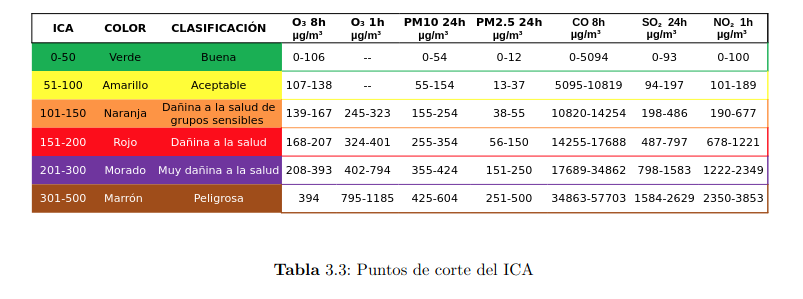 ICA COLOR CLASIFICACIÓN O₃ 8h µg/m³ O₃ 1h µg/m³ PM10 24h µg/m³ PM2.5 24h µg/m³ CO 8h µg/m³ SO₂ 24h µg/m³ NO₂ 1h µg/m³
0-50 Verde Buena 0-106 -- 0-54 0-12 0-5094 0-93 0-100
51-100 Amarillo Aceptable 107-138 -- 55-154 13-37 5095-10819 94-197 101-189
101-150 Naranja Dañina a la salud de grupos sensibles 139-167 245-323 155-254 38-55 10820-14254 198-486 190-677
151-200 Rojo Dañina a la salud 168-207 324-401 255-354 56-150 14255-17688 487-797 678-1221
201-300 Morado Muy dañina a la salud 208-393 402-794 355-424 151-250 17689-34862 798-1583 1222-2349
301-500 Marrón Peligrosa 394 795-1185 425-604 251-500 34863-57703 1584-2629 2350-3853
Tabla 3.3: Puntos de corte del ICA